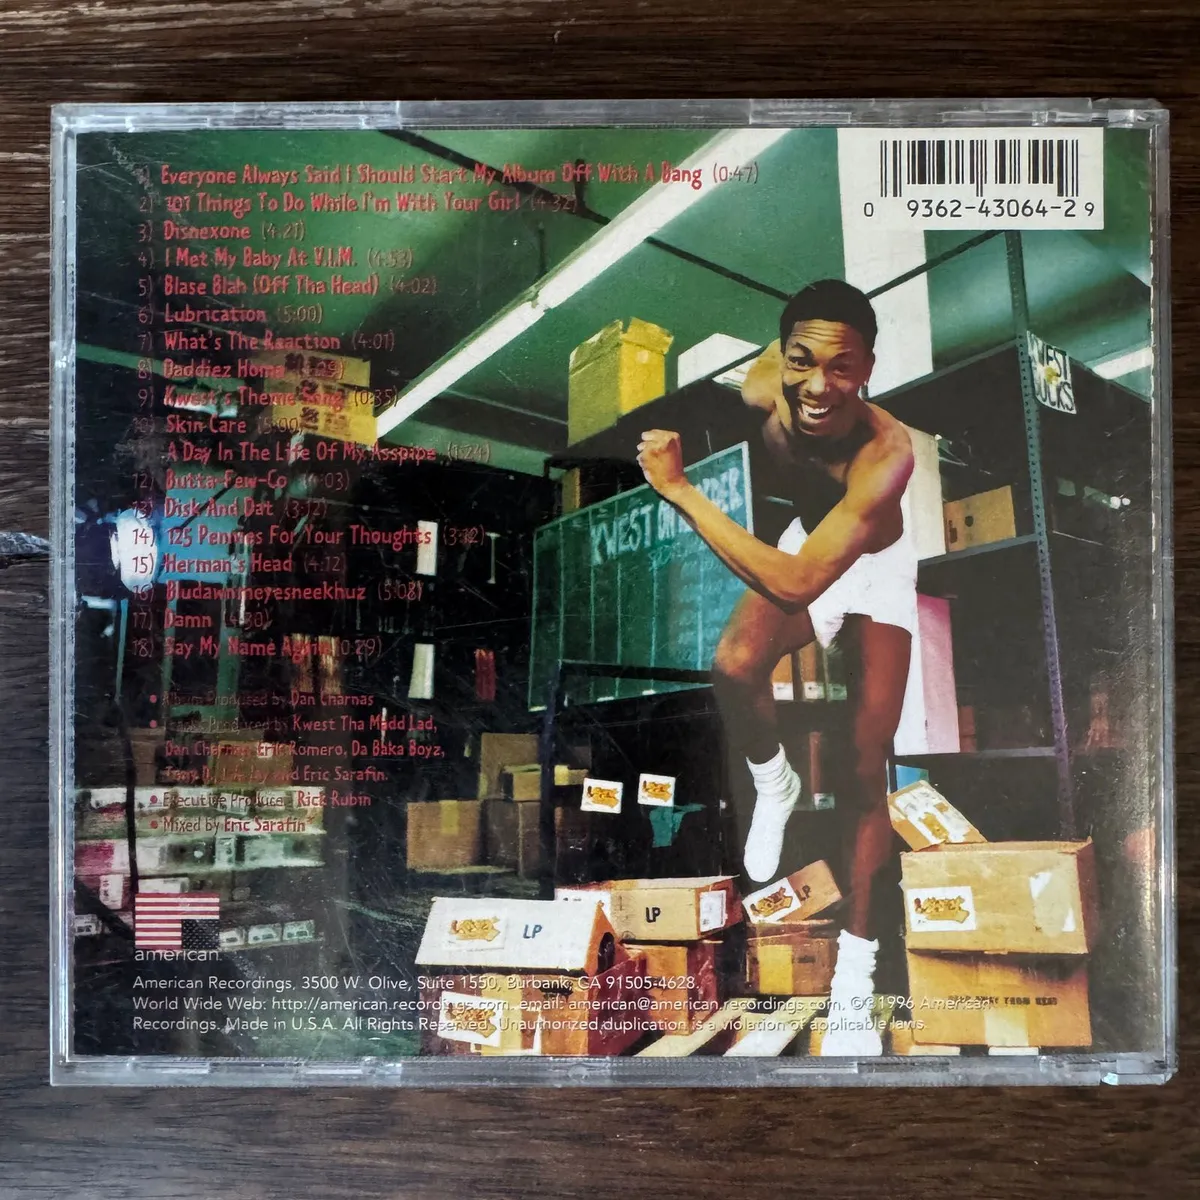 1) Everyone Always Said I Should Start My Album Off With A Bang (0:47)
2) 101 Things To Do While I'm With Your Girl (4:32)
3) Disnexone (4:21)
4) I Met My Baby At V.I.M. (4:53)
5) Blase Blah (Off Tha Head) (4:02)
6) Lubrication (5:00)
7) What's The Reaction (4:01)
8) Daddiez Home (4:29)
9) Kwest's Theme Song (0:35)
10) Skin Care (5:00)
A Day In The Life Of My Asspipe (1:24)
12) Butta-Few-Co (4:03)
13) Disk And Dat (3:12)
14) 125 Pennies For Your Thoughts (3:32)
15) Herman's Head (4:12)
16) Bludawnmeyesneekhuz (5:08)
17) Damn (4:30)
18) Say My Name Again (0:29)
• Album Produced by Dan Charnas
• Tracks Produced by Kwest Tha Madd Lad,
Dan Charnas, Erik Romero, Da Baka Boyz,
Tony D., and Eric Sarafin.
• Executive Producer: Rick Rubin
• Mixed by Eric Sarafin
american
American Recordings, 3500 W. Olive, Suite 1550, Burbank, CA 91505-4628.
World Wide Web: http://american.recordings.com. email: american@american.recordings.com. ©℗1996 American
Recordings. Made in U.S.A. All Rights Reserved. Unauthorized duplication is a violation of applicable laws.
0 9362-43064-2 9
KWEST ON ORDER
LP
LP
LP